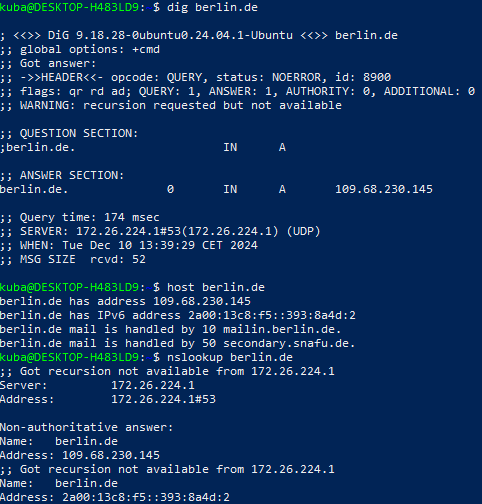 kuba@DESKTOP-H483LD9: $ dig berlin.de
; <<>> DiG 9.18.28-0ubuntu0.24.04.1-Ubuntu <<>> berlin.de
;; global options: +cmd
;; Got answer:
;; ->>HEADER<<- opcode: QUERY, status: NOERROR, id: 8900
;; flags: qr rd ad; QUERY: 1, ANSWER: 1, AUTHORITY: 0, ADDITIONAL: 0
;; WARNING: recursion requested but not available
;; QUESTION SECTION:
;berlin.de. IN A
;; ANSWER SECTION:
berlin.de. 0 IN A 109.68.230.145
;; Query time: 174 msec
;; SERVER: 172.26.224.1#53(172.26.224.1) (UDP)
;; WHEN: Tue Dec 10 13:39:29 CET 2024
;; MSG SIZE rcvd: 52
kuba@DESKTOP-H483LD9: $ host berlin.de
berlin.de has address 109.68.230.145
berlin.de has IPv6 address 2a00:13c8:f5::393:8a4d:2
berlin.de mail is handled by 10 mailin.berlin.de.
berlin.de mail is handled by 50 secondary.snafu.de.
kuba@DESKTOP-H483LD9: $ nslookup berlin.de
;; Got recursion not available from 172.26.224.1
Server: 172.26.224.1
Address: 172.26.224.1#53
Non-authoritative answer:
Name: berlin.de
Address: 109.68.230.145
;; Got recursion not available from 172.26.224.1
Name: berlin.de
Address: 2a00:13c8:f5::393:8a4d:2